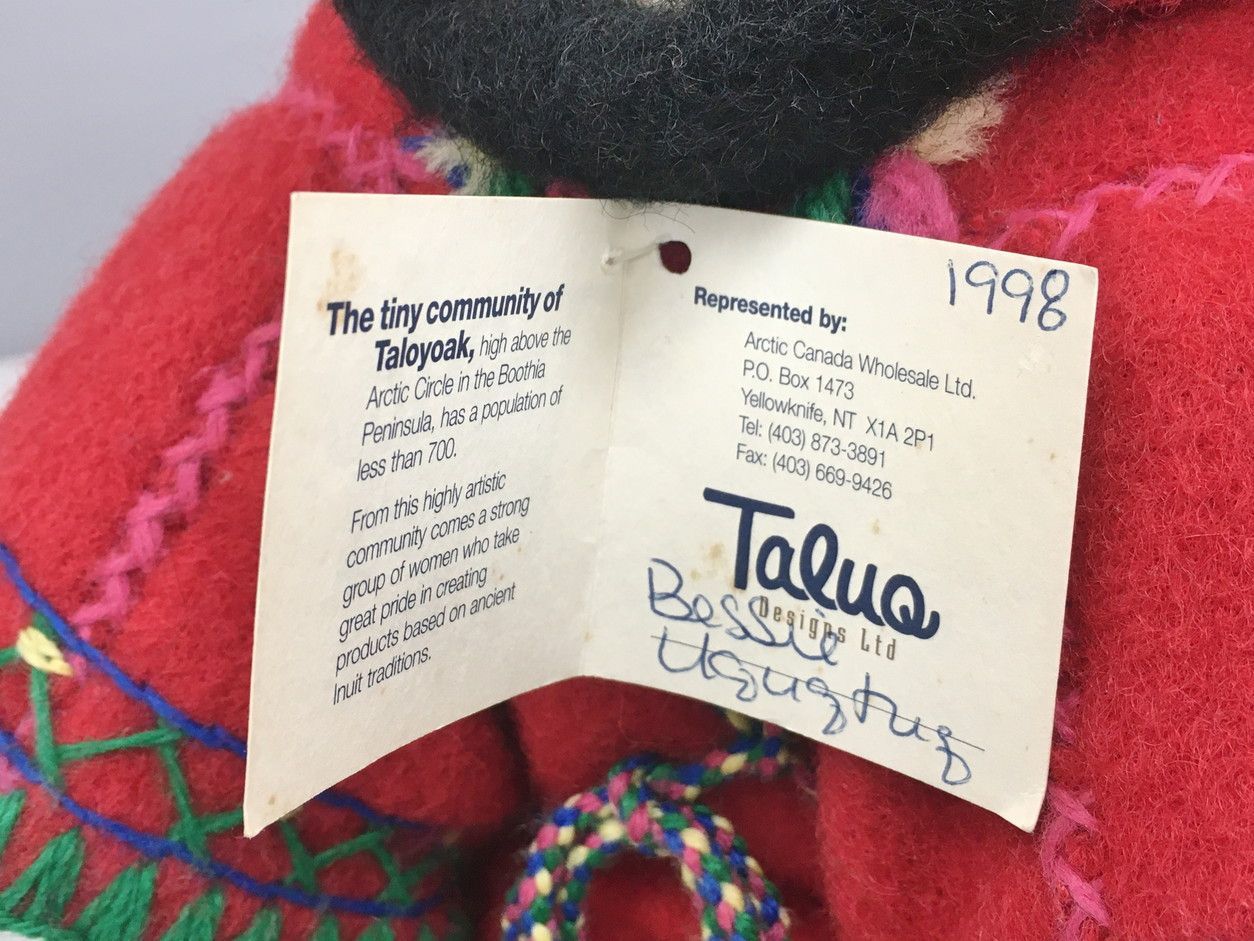 The tiny community of
Taloyoak, high above the
Arctic Circle in the Boothia
Peninsula, has a population of
less than 700.
From this highly artistic
community comes a strong
group of women who take
great pride in creating
products based on ancient
Inuit traditions.
1998
Represented by:
Arctic Canada Wholesale Ltd.
P.O. Box 1473
Yellowknife, NT X1A 2P1
Tel: (403) 873-3891
Fax: (403) 669-9426
Taluq
Designs Ltd
Bessie